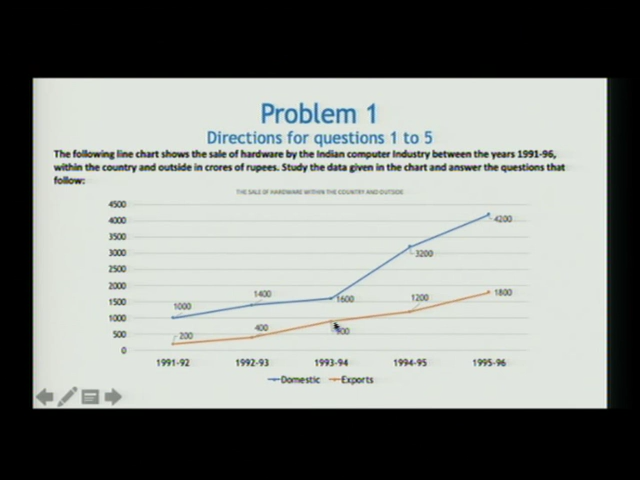 Problem 1
Directions for questions 1 to 5
The following line chart shows the sale of hardware by the Indian computer Industry between the years 1991-96,
within the country and outside in crores of rupees. Study the data given in the chart and answer the questions that
follow:
THE SALE OF HARDWARE WITHIN THE COUNTRY AND OUTSIDE
4500
4000
3500
3000
2500
2000
1500
1000
500
0
1000
1400
1600
3200
4200
200
400
1200
1800
1991-92 1992-93 1993-94 1994-95 1995-96
Domestic Exports